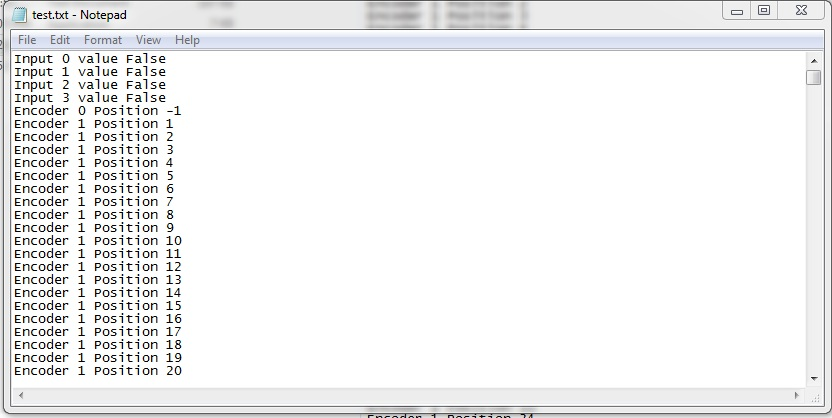 test.txt - Notepad
File Edit Format View Help
Input 0 value False
Input 1 value False
Input 2 value False
Input 3 value False
Encoder 0 Position -1
Encoder 1 Position 1
Encoder 1 Position 2
Encoder 1 Position 3
Encoder 1 Position 4
Encoder 1 Position 5
Encoder 1 Position 6
Encoder 1 Position 7
Encoder 1 Position 8
Encoder 1 Position 9
Encoder 1 Position 10
Encoder 1 Position 11
Encoder 1 Position 12
Encoder 1 Position 13
Encoder 1 Position 14
Encoder 1 Position 15
Encoder 1 Position 16
Encoder 1 Position 17
Encoder 1 Position 18
Encoder 1 Position 19
Encoder 1 Position 20
Encoder 1 Position 24